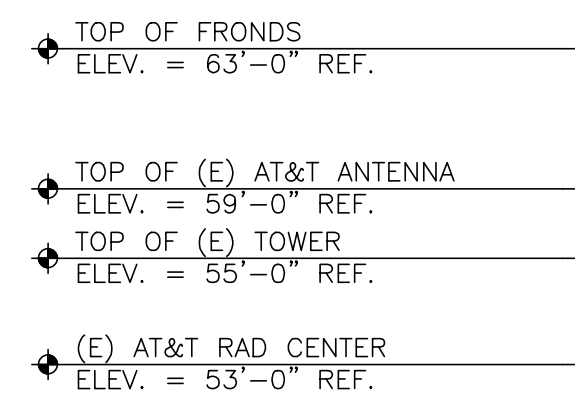 TOP OF FRONDS
ELEV. = 63'-0" REF.
TOP OF (E) AT&T ANTENNA
ELEV. = 59'-0" REF.
TOP OF (E) TOWER
ELEV. = 55'-0" REF.
(E) AT&T RAD CENTER
ELEV. = 53'-0" REF.